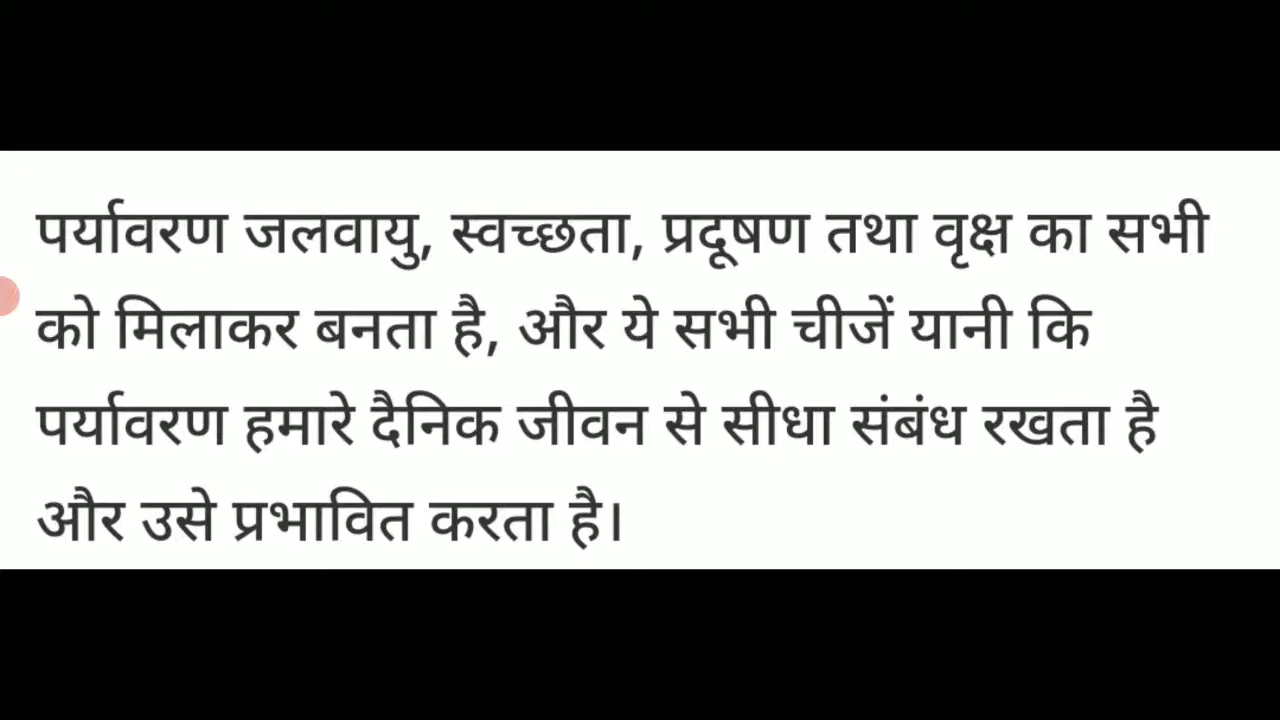 पर्यावरण जलवायु, स्वच्छता, प्रदूषण तथा वृक्ष का सभी
को मिलाकर बनता है, और ये सभी चीजें यानी कि
पर्यावरण हमारे दैनिक जीवन से सीधा संबंध रखता है
और उसे प्रभावित करता है।